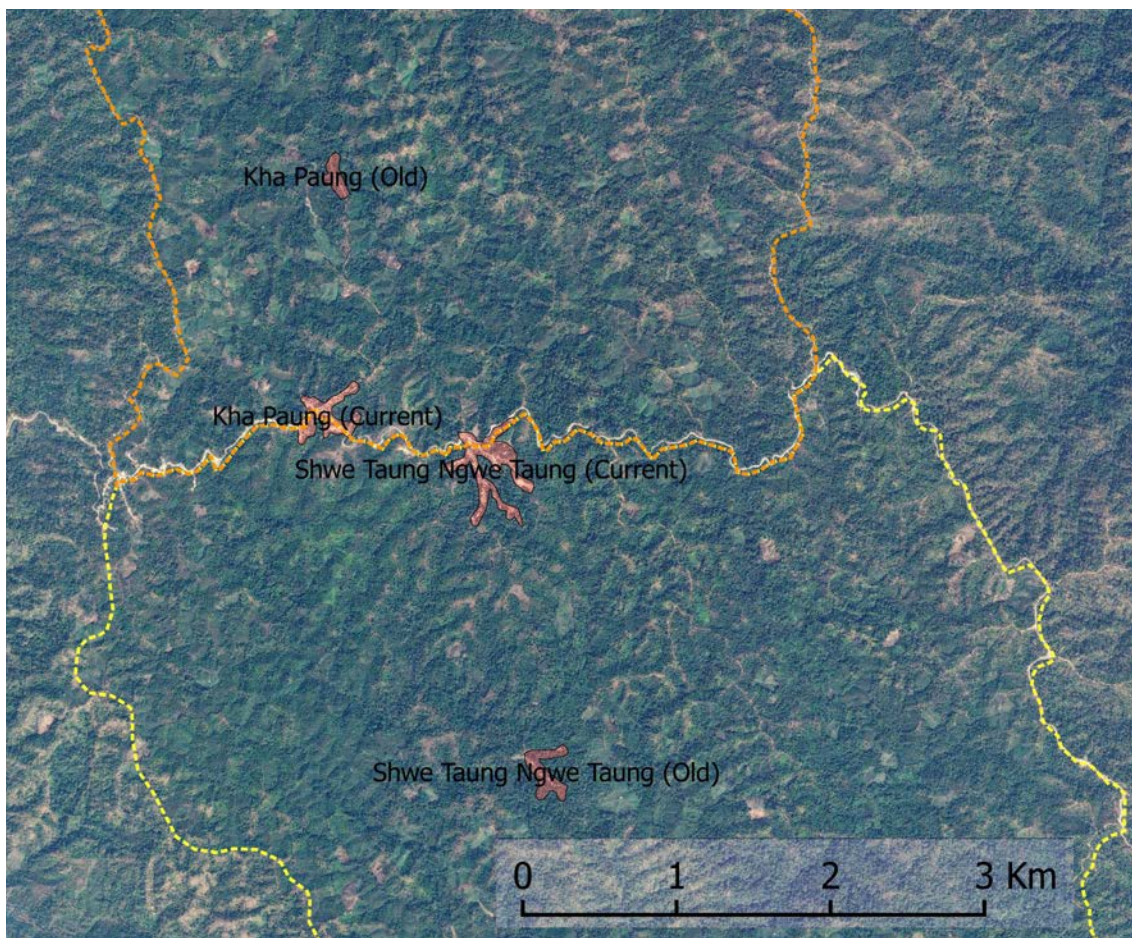 Kha Paung (Old)
Kha Paung (Current)
Shwe Taung Ngwe Taung (Current)
Shwe Taung Ngwe Taung (Old)
0 1 2 3 Km